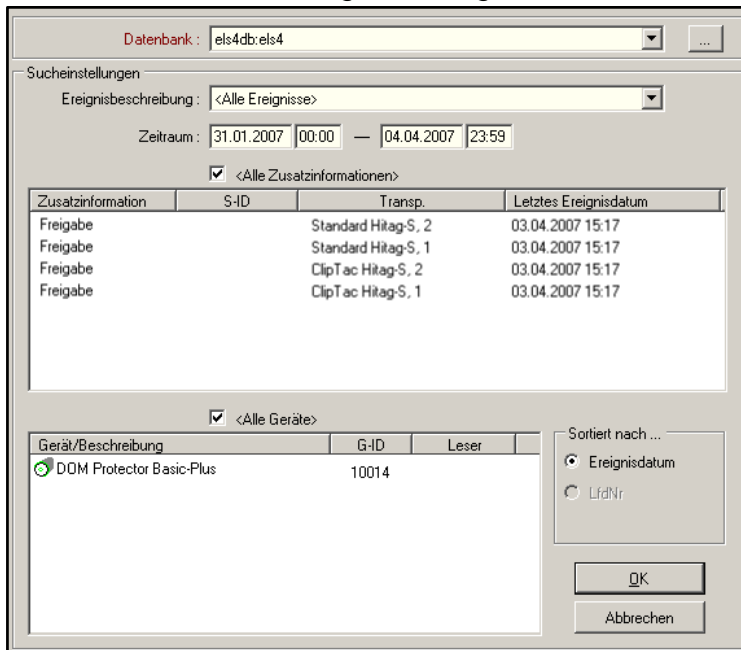 Datenbank : els4db:els4 ...
Sucheinstellungen
Ereignisbeschreibung : <Alle Ereignisse>
Zeitraum : 31.01.2007 00:00 — 04.04.2007 23:59
<Alle Zusatzinformationen>
Zusatzinformation S-ID Transp. Letztes Ereignisdatum
Freigabe Standard Hitag-S, 2 03.04.2007 15:17
Freigabe Standard Hitag-S, 1 03.04.2007 15:17
Freigabe ClipTac Hitag-S, 2 03.04.2007 15:17
Freigabe ClipTac Hitag-S, 1 03.04.2007 15:17
<Alle Geräte>
Gerät/Beschreibung G-ID Leser
DOM Protector Basic-Plus 10014
Sortiert nach ...
Ereignisdatum
LfdNr
OK
Abbrechen